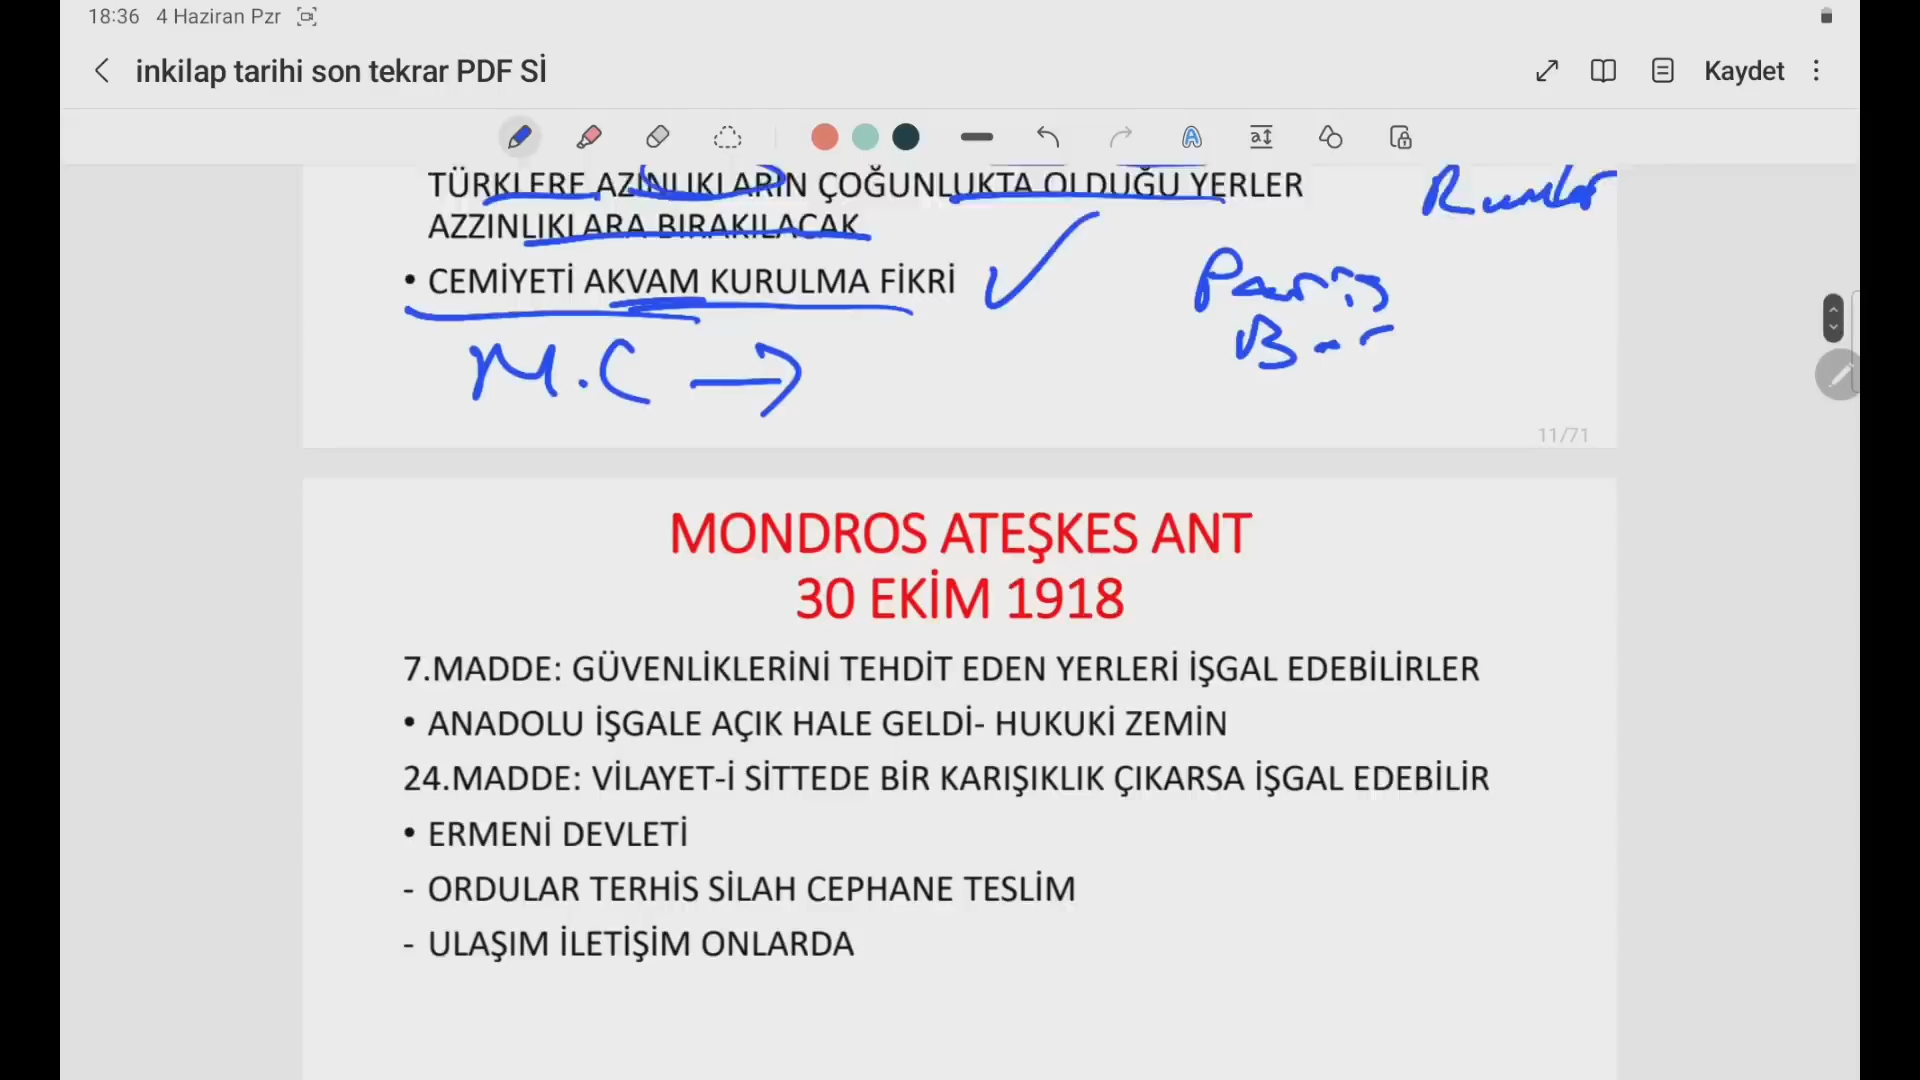 18:36 4 Haziran Pzr
inkilap tarihi son tekrar PDF Sİ
Kaydet
TÜRKLERE AZINLIKLARIN ÇOĞUNLUKTA OLDUĞU YERLER
AZZINLIKLARA BIRAKILACAK
Rumlar
• CEMİYETİ AKVAM KURULMA FİKRİ
Paris
M.C →
11/71
MONDROS ATEŞKES ANT
30 EKİM 1918
7.MADDE: GÜVENLİKLERİNİ TEHDİT EDEN YERLERİ İŞGAL EDEBİLİRLER
• ANADOLU İŞGALE AÇIK HALE GELDİ- HUKUKİ ZEMİN
24.MADDE: VİLAYET-İ SİTTEDE BİR KARIŞIKLIK ÇIKARSA İŞGAL EDEBİLİR
• ERMENİ DEVLETİ
- ORDULAR TERHİS SİLAH CEPHANE TESLİM
- ULAŞIM İLETİŞİM ONLARDA